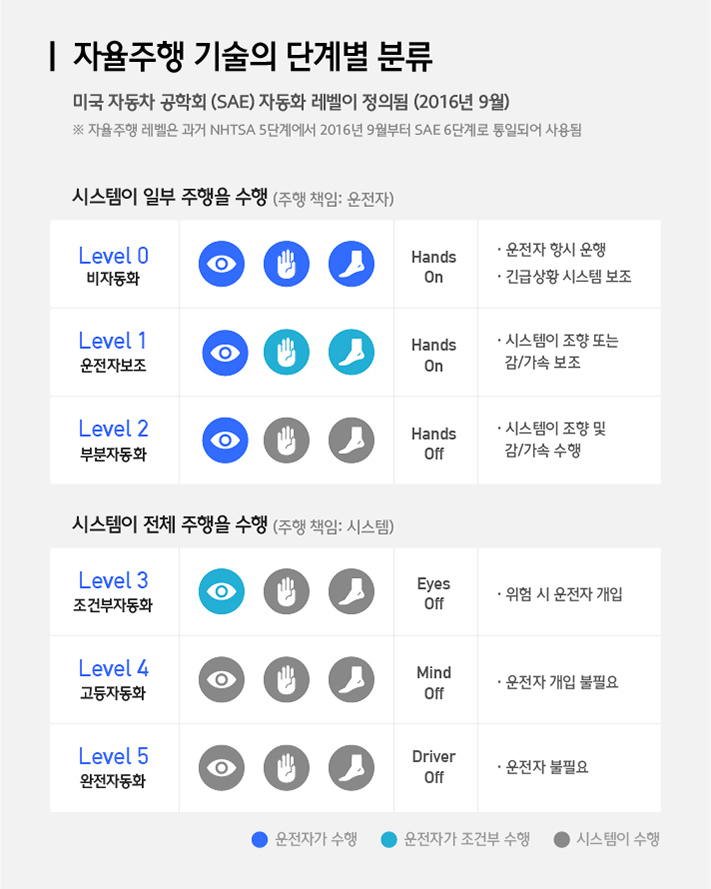 자율주행 기술의 단계별 분류
미국 자동차 공학회 (SAE) 자동화 레벨이 정의됨 (2016년 9월)
※ 자율주행 레벨은 과거 NHTSA 5단계에서 2016년 9월부터 SAE 6단계로 통일되어 사용됨
시스템이 일부 주행을 수행 (주행 책임: 운전자)
Level 0
비자동화
Hands
On
· 운전자 항시 운행
· 긴급상황 시스템 보조
Level 1
운전자보조
Hands
On
· 시스템이 조향 또는
감/가속 보조
Level 2
부분자동화
Hands
Off
· 시스템이 조향 및
감/가속 수행
시스템이 전체 주행을 수행 (주행 책임: 시스템)
Level 3
조건부자동화
Eyes
Off
· 위험 시 운전자 개입
Level 4
고등자동화
Mind
Off
· 운전자 개입 불필요
Level 5
완전자동화
Driver
Off
· 운전자 불필요
운전자가 수행
운전자가 조건부 수행
시스템이 수행